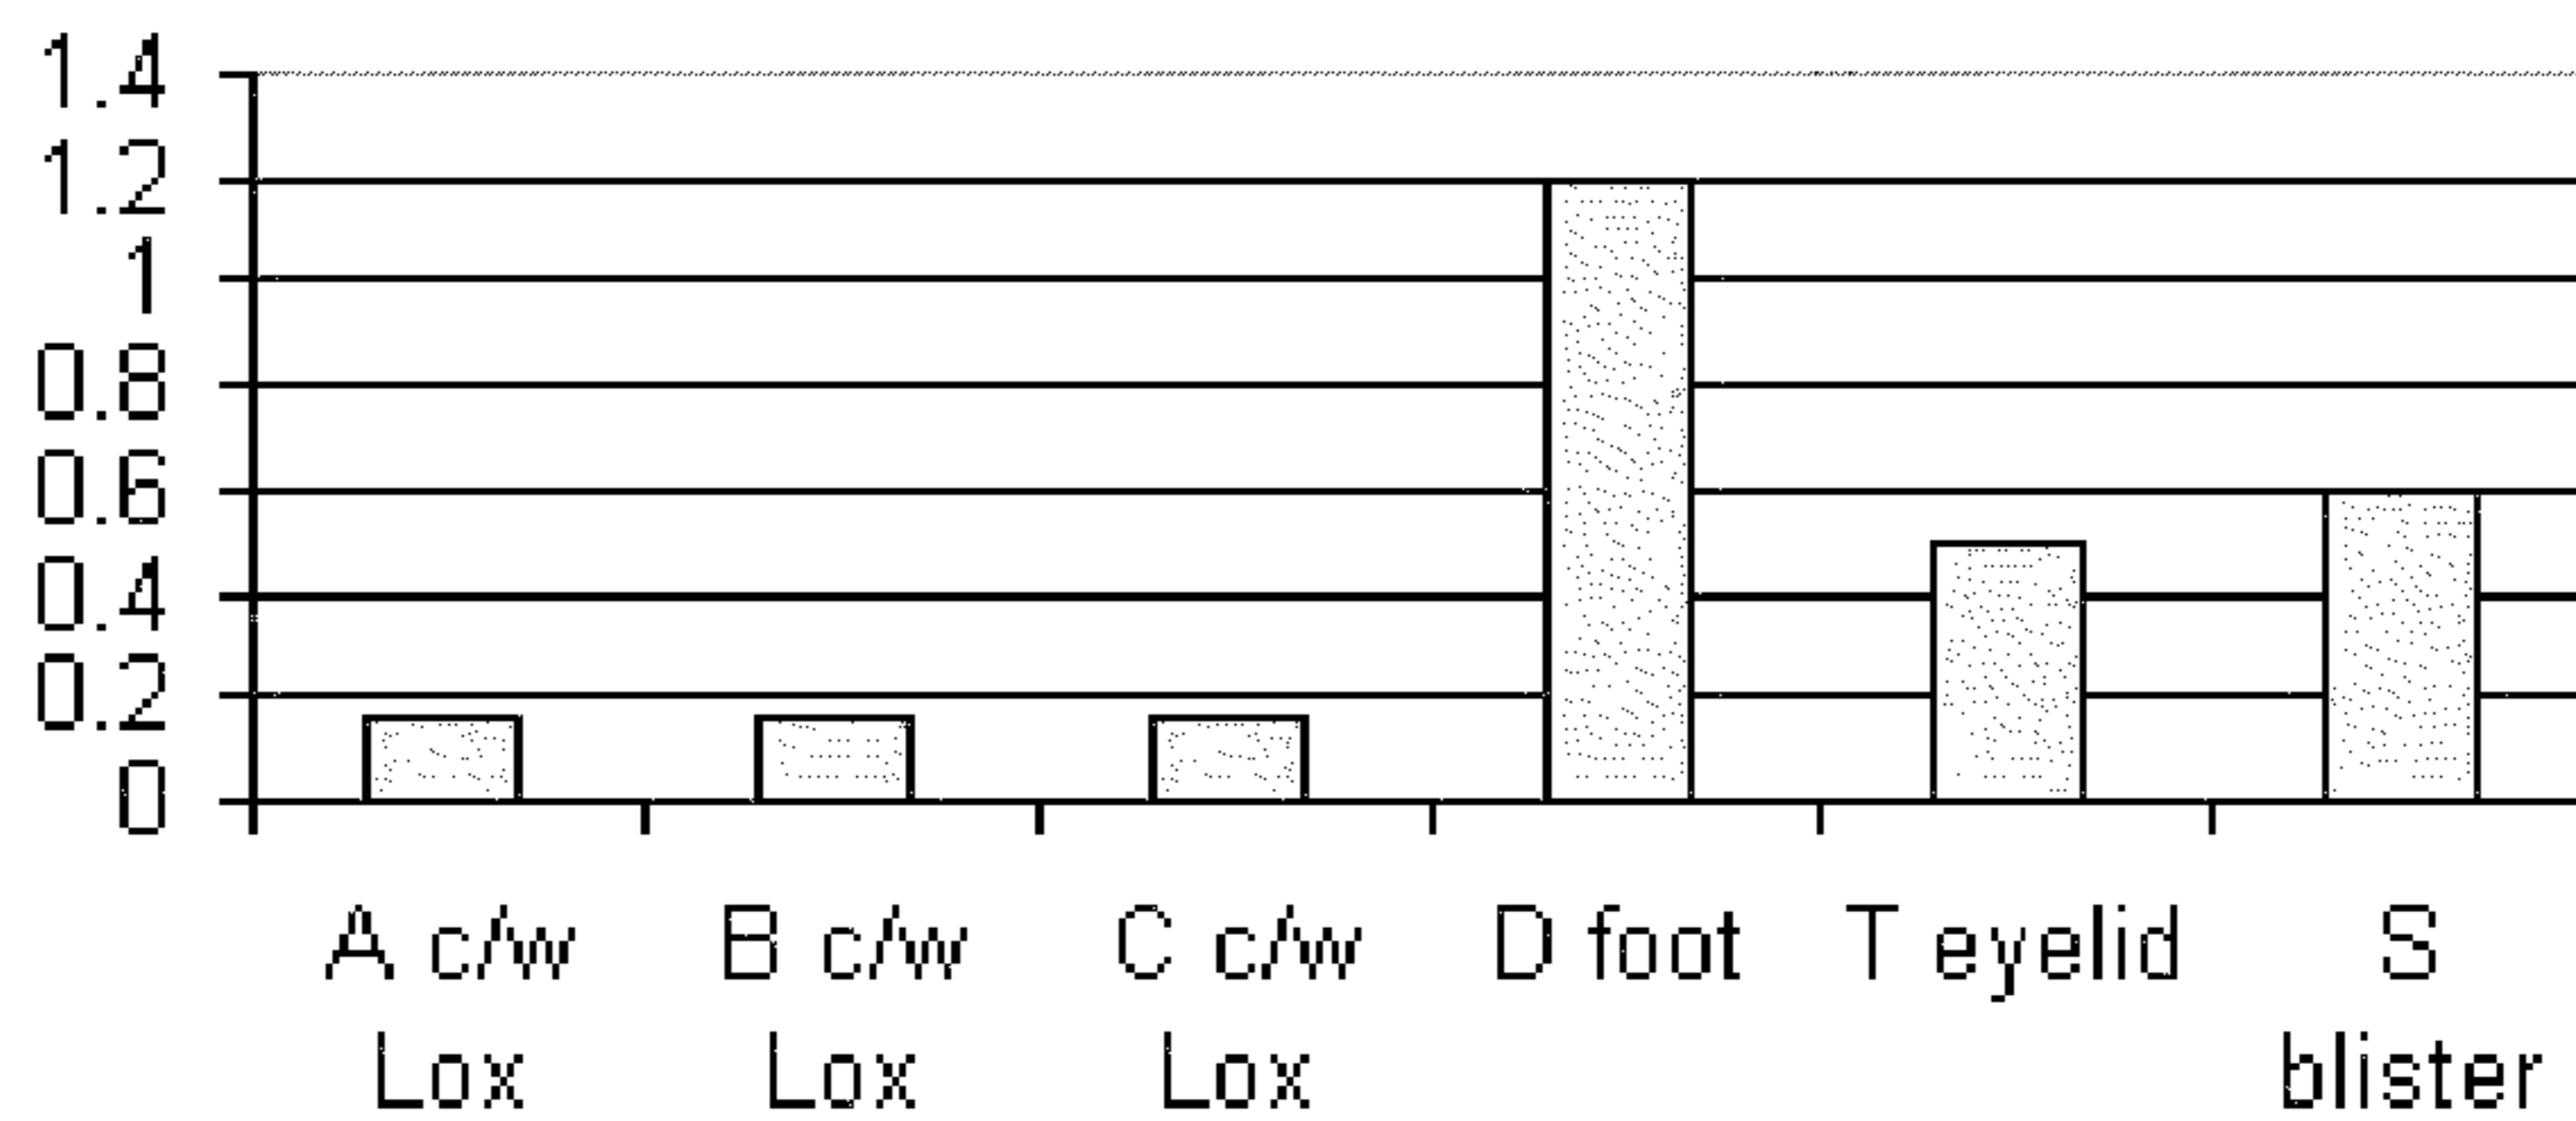 1.4
1.2
1
0.8
0.6
0.4
0.2
0
A c/w Lox
B c/w Lox
C c/w Lox
D foot
T eyelid
S blister